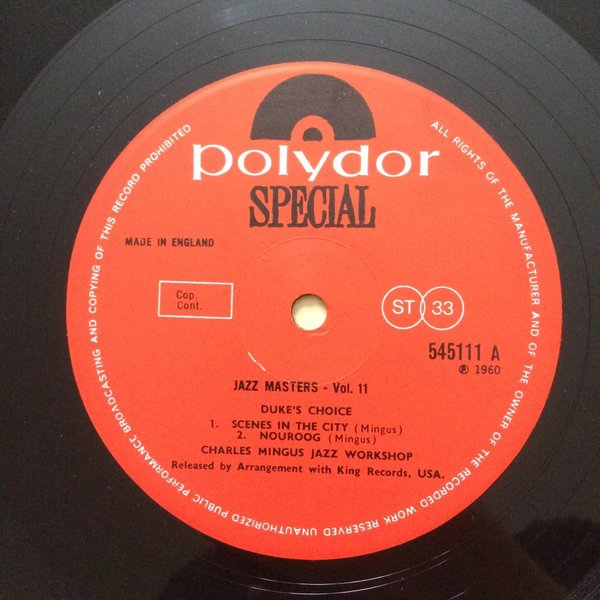 polydor
SPECIAL
MADE IN ENGLAND
Cop.
Cont.
ST 33
545111 A
℗ 1960
JAZZ MASTERS - Vol. 11
DUKE'S CHOICE
1. SCENES IN THE CITY (Mingus)
2. NOUROOG (Mingus)
CHARLES MINGUS JAZZ WORKSHOP
Released by Arrangement with King Records, USA.
ALL RIGHTS OF THE MANUFACTURER AND OF THE OWNER OF THE RECORDED WORK RESERVED UNAUTHORIZED PUBLIC PERFORMANCE BROADCASTING AND COPYING OF THIS RECORD PROHIBITED